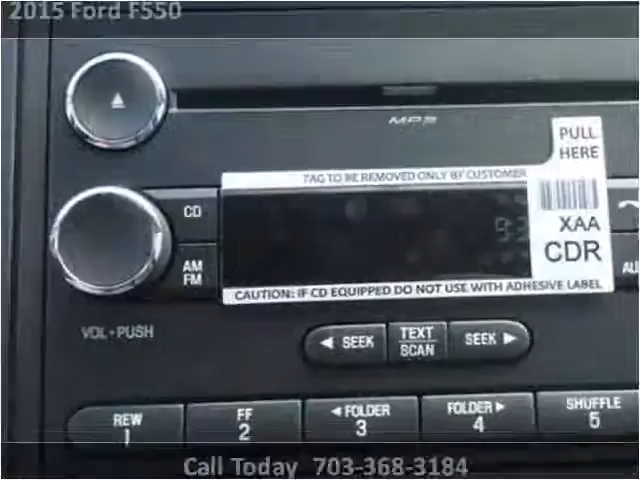 2015 Ford F550
MP3
PULL
HERE
TAG TO BE REMOVED ONLY BY CUSTOMER
CD
XAA
CDR
AM
FM
CAUTION: IF CD EQUIPPED DO NOT USE WITH ADHESIVE LABEL
VOL • PUSH
◄ SEEK
TEXT
SCAN
SEEK ►
REW
1
FF
2
◄ FOLDER
3
FOLDER ►
4
SHUFFLE
5
Call Today 703-368-3184